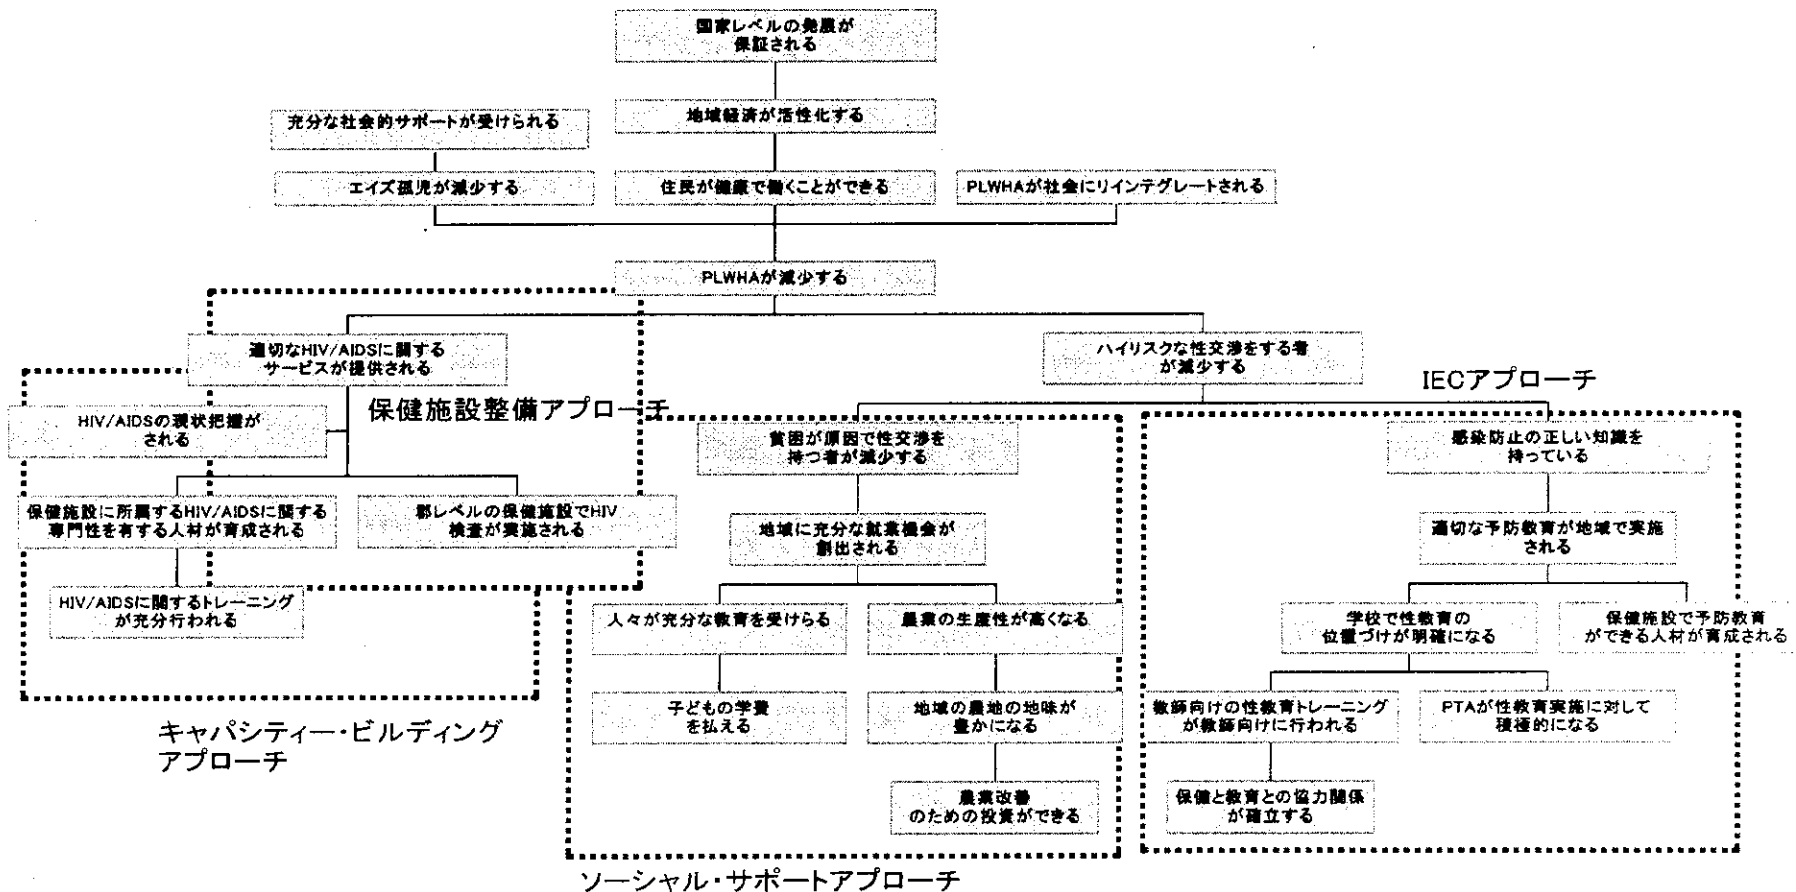 国家レベルの発展が
保証される
地域経済が活性化する
充分な社会的サポートが受けられる
エイズ孤児が減少する
住民が健康で働くことができる
PLWHAが社会にリインテグレートされる
PLWHAが減少する
適切なHIV/AIDSに関する
サービスが提供される
ハイリスクな性交渉をする者
が減少する
IECアプローチ
保健施設整備アプローチ
HIV/AIDSの現状把握が
される
貧困が原因で性交渉を
持つ者が減少する
感染防止の正しい知識を
持っている
保健施設に所属するHIV/AIDSに関する
専門性を有する人材が育成される
郡レベルの保健施設でHIV
検査が実施される
地域に充分な就業機会が
創出される
適切な予防教育が地域で実施
される
HIV/AIDSに関するトレーニング
が充分行われる
人々が充分な教育を受けらる
農業の生産性が高くなる
学校で性教育の
位置づけが明確になる
保健施設で予防教育
ができる人材が育成される
子どもの学費
を払える
地域の農地の地味が
豊かになる
教師向けの性教育トレーニング
が教師向けに行われる
PTAが性教育実施に対して
積極的になる
キャパシティー・ビルディング
アプローチ
農業改善
のための投資ができる
保健と教育との協力関係
が確立する
ソーシャル・サポートアプローチ